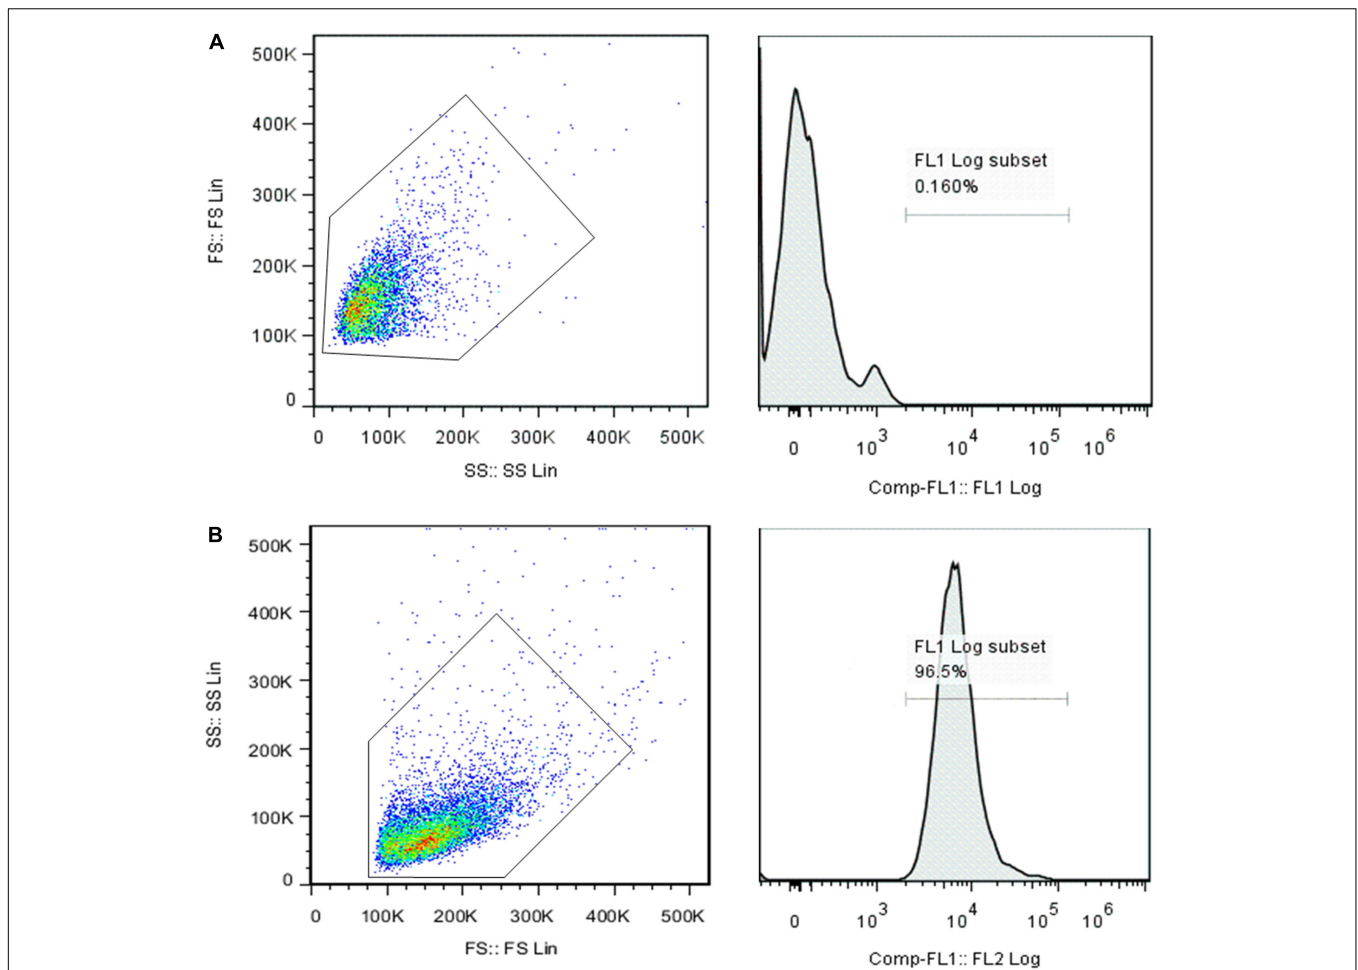 A
500K
400K
300K
200K
100K
0
FS:: FS Lin
0 100K 200K 300K 400K 500K
SS:: SS Lin
FL1 Log subset
0.160%
0 10^3 10^4 10^5 10^6
Comp-FL1:: FL1 Log
B
500K
400K
300K
200K
100K
0
SS:: SS Lin
0 100K 200K 300K 400K 500K
FS:: FS Lin
FL1 Log subset
96.5%
0 10^3 10^4 10^5 10^6
Comp-FL1:: FL2 Log